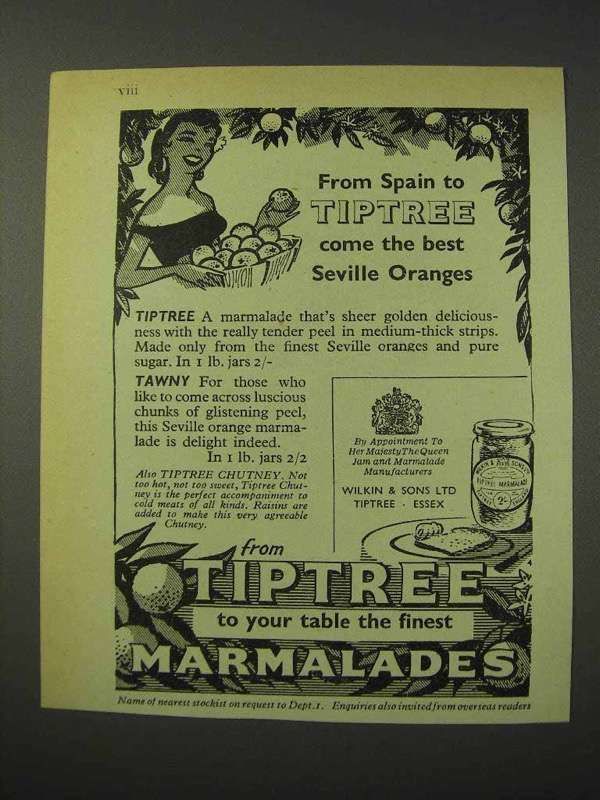 viii
From Spain to
TIPTREE
come the best
Seville Oranges
TIPTREE A marmalade that's sheer golden delicious-
ness with the really tender peel in medium-thick strips.
Made only from the finest Seville oranges and pure
sugar. In 1 lb. jars 2/-
TAWNY For those who
like to come across luscious
chunks of glistening peel,
this Seville orange marma-
lade is delight indeed.
In 1 lb. jars 2/2
Also TIPTREE CHUTNEY. Not
too hot, not too sweet, Tiptree Chut-
ney is the perfect accompaniment to
cold meats of all kinds. Raisins are
added to make this very agreeable
Chutney.
By Appointment To
Her Majesty The Queen
Jam and Marmalade
Manufacturers
WILKIN & SONS LTD
TIPTREE · ESSEX
WILKIN & SONS
TIPTREE MARMALADE
2/-
from
TIPTREE
to your table the finest
MARMALADES
Name of nearest stockist on request to Dept.1. Enquiries also invited from overseas readers